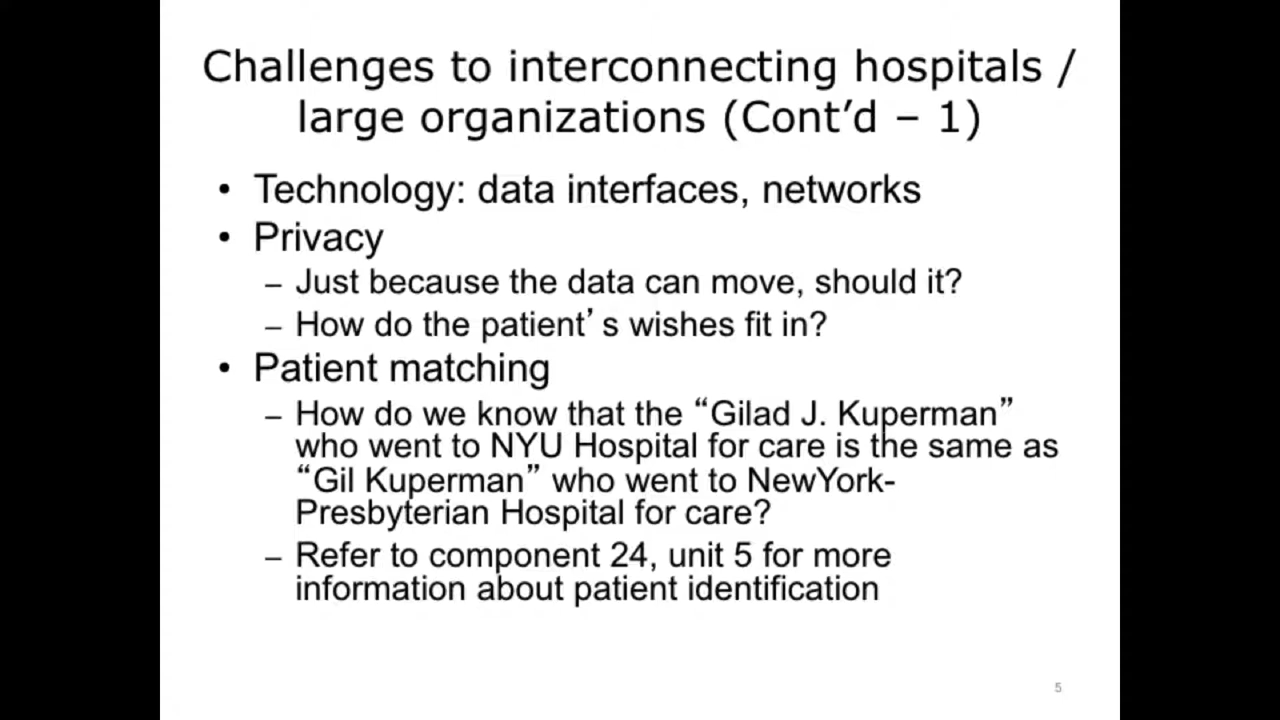 Challenges to interconnecting hospitals /
large organizations (Cont’d – 1)
• Technology: data interfaces, networks
• Privacy
– Just because the data can move, should it?
– How do the patient’s wishes fit in?
• Patient matching
– How do we know that the “Gilad J. Kuperman”
who went to NYU Hospital for care is the same as
“Gil Kuperman” who went to NewYork-
Presbyterian Hospital for care?
– Refer to component 24, unit 5 for more
information about patient identification
5